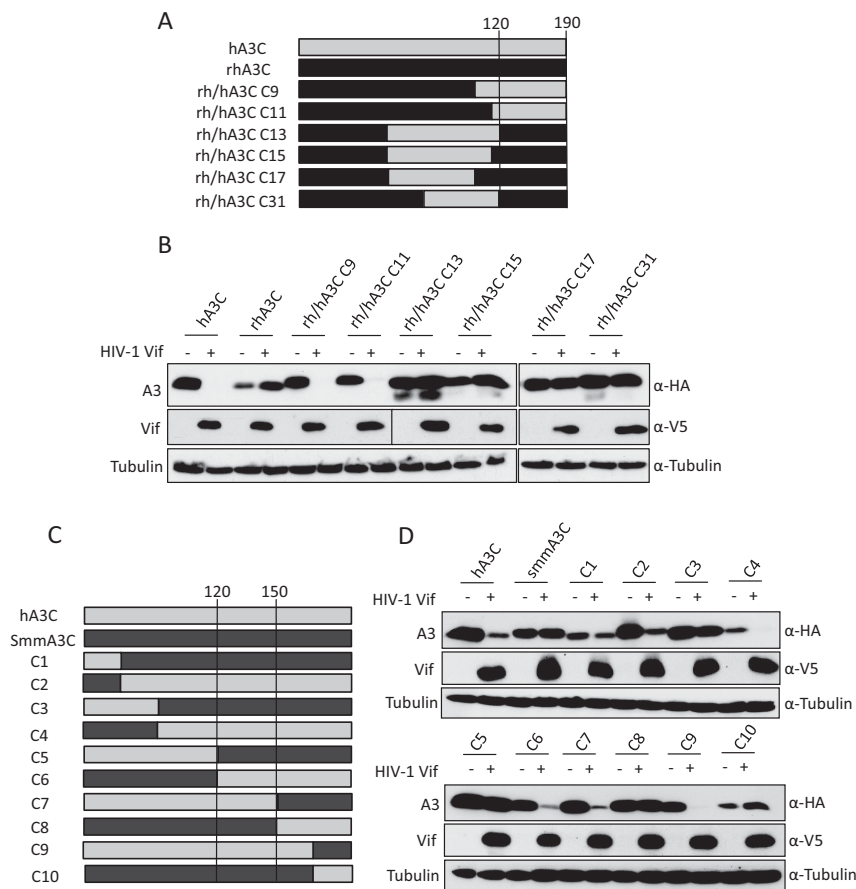 A
120 190
hA3C
rhA3C
rh/hA3C C9
rh/hA3C C11
rh/hA3C C13
rh/hA3C C15
rh/hA3C C17
rh/hA3C C31
B
hA3C rhA3C rh/hA3C C9 rh/hA3C C11 rh/hA3C C13 rh/hA3C C15 rh/hA3C C17 rh/hA3C C31
HIV-1 Vif - + - + - + - + - + - + - + - +
A3 α-HA
Vif α-V5
Tubulin α-Tubulin
C
120 150
hA3C
SmmA3C
C1
C2
C3
C4
C5
C6
C7
C8
C9
C10
D
hA3C smmA3C C1 C2 C3 C4
HIV-1 Vif - + - + - + - + - + - +
A3 α-HA
Vif α-V5
Tubulin α-Tubulin
C5 C6 C7 C8 C9 C10
HIV-1 Vif - + - + - + - + - + - +
A3 α-HA
Vif α-V5
Tubulin α-Tubulin